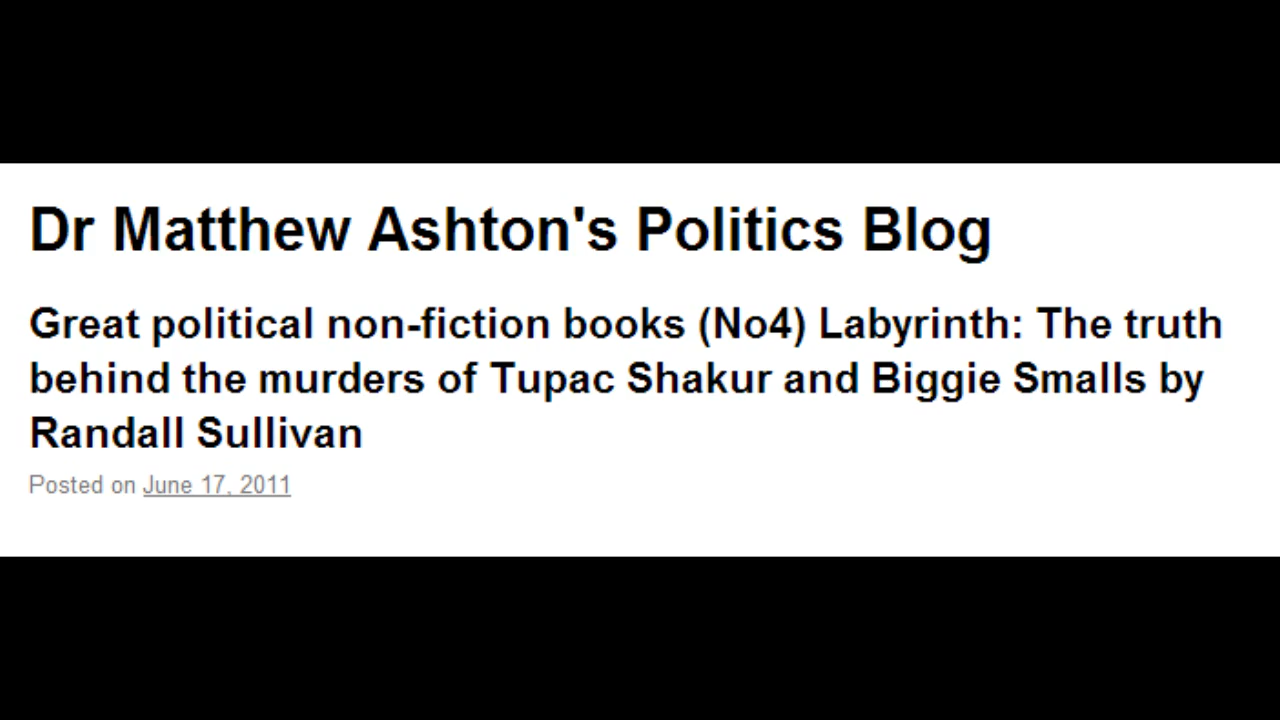 Dr Matthew Ashton's Politics Blog
Great political non-fiction books (No4) Labyrinth: The truth
behind the murders of Tupac Shakur and Biggie Smalls by
Randall Sullivan
Posted on June 17, 2011